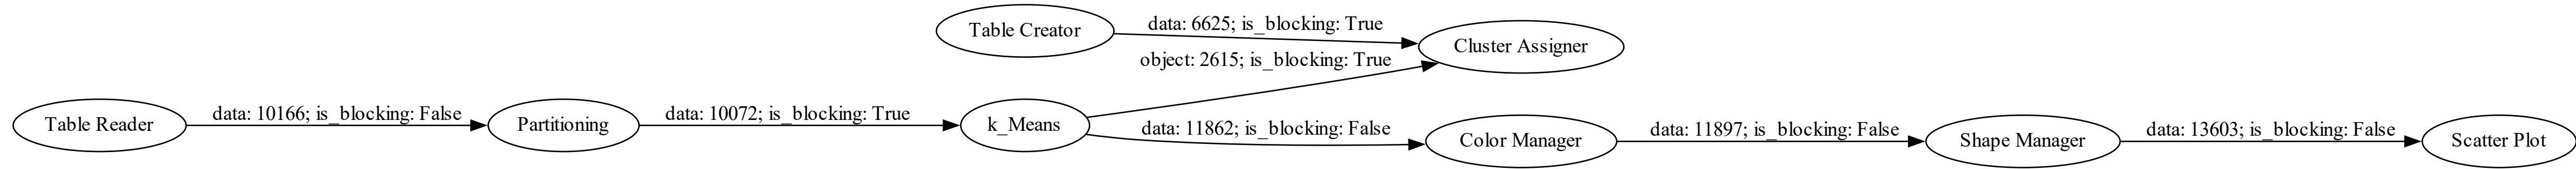 Table Creator
data: 6625; is_blocking: True
Cluster Assigner
object: 2615; is_blocking: True
Table Reader
data: 10166; is_blocking: False
Partitioning
data: 10072; is_blocking: True
k_Means
data: 11862; is_blocking: False
Color Manager
data: 11897; is_blocking: False
Shape Manager
data: 13603; is_blocking: False
Scatter Plot